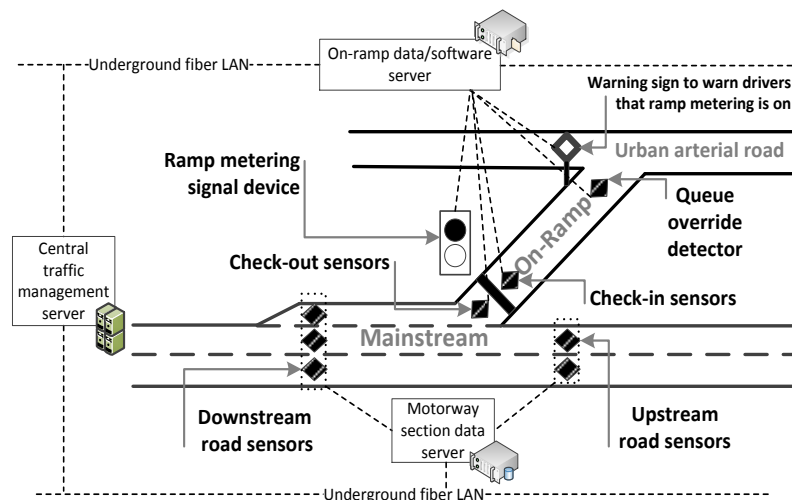 Underground fiber LAN
On-ramp data/software
server
Warning sign to warn drivers
that ramp metering is on
Urban arterial road
Ramp metering
signal device
Queue
override
detector
On-Ramp
Central
traffic
management
server
Check-out sensors
Check-in sensors
Mainstream
Downstream
road sensors
Motorway
section data
server
Upstream
road sensors
Underground fiber LAN